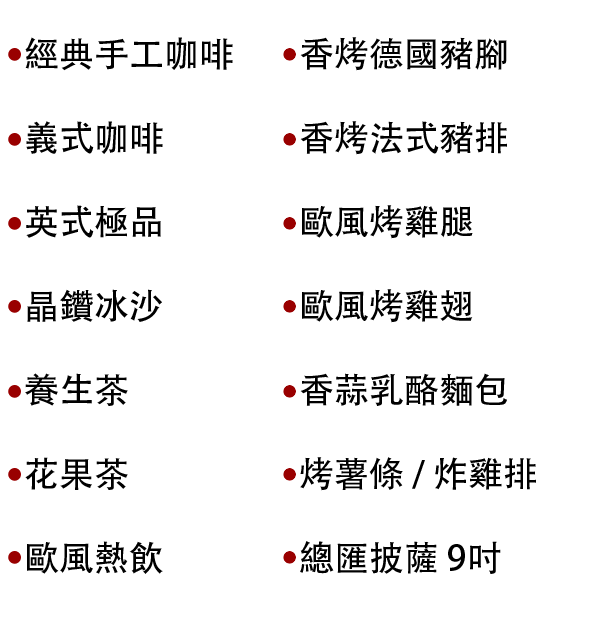 •經典手工咖啡
•義式咖啡
•英式極品
•晶鑽冰沙
•養生茶
•花果茶
•歐風熱飲
•香烤德國豬腳
•香烤法式豬排
•歐風烤雞腿
•歐風烤雞翅
•香蒜乳酪麵包
•烤薯條 / 炸雞排
•總匯披薩 9吋